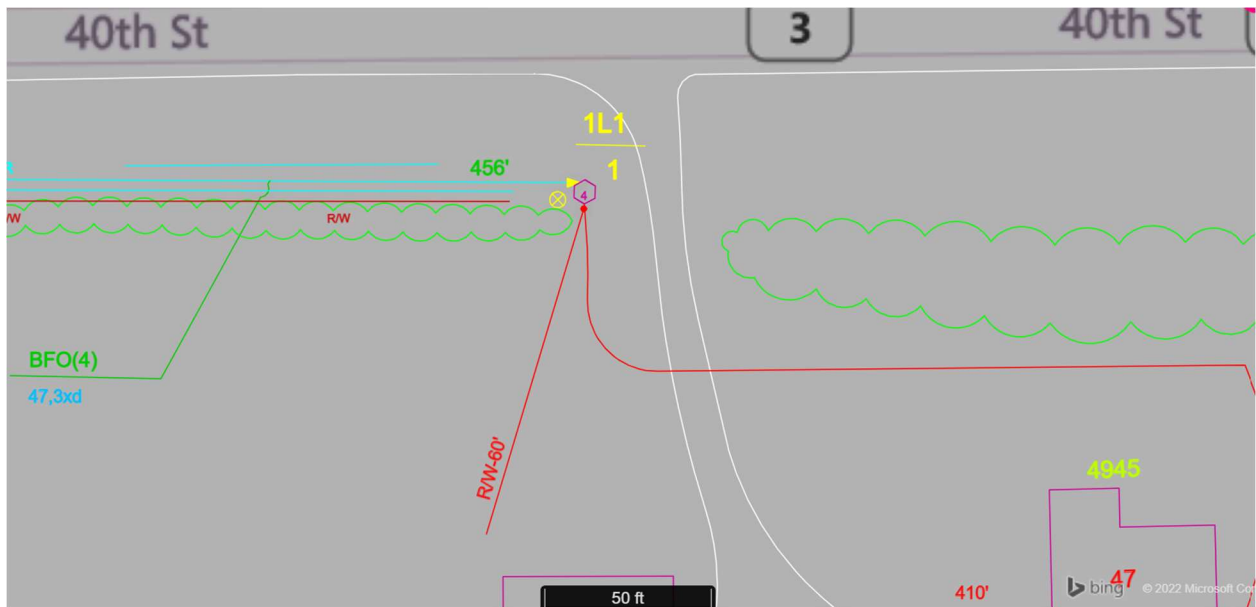 40th St
3
40th St
1L1
1
456'
4
/W
R/W
BFO(4)
47,3xd
R/W-60'
4945
50 ft
410'
47
bing
© 2022 Microsoft Co